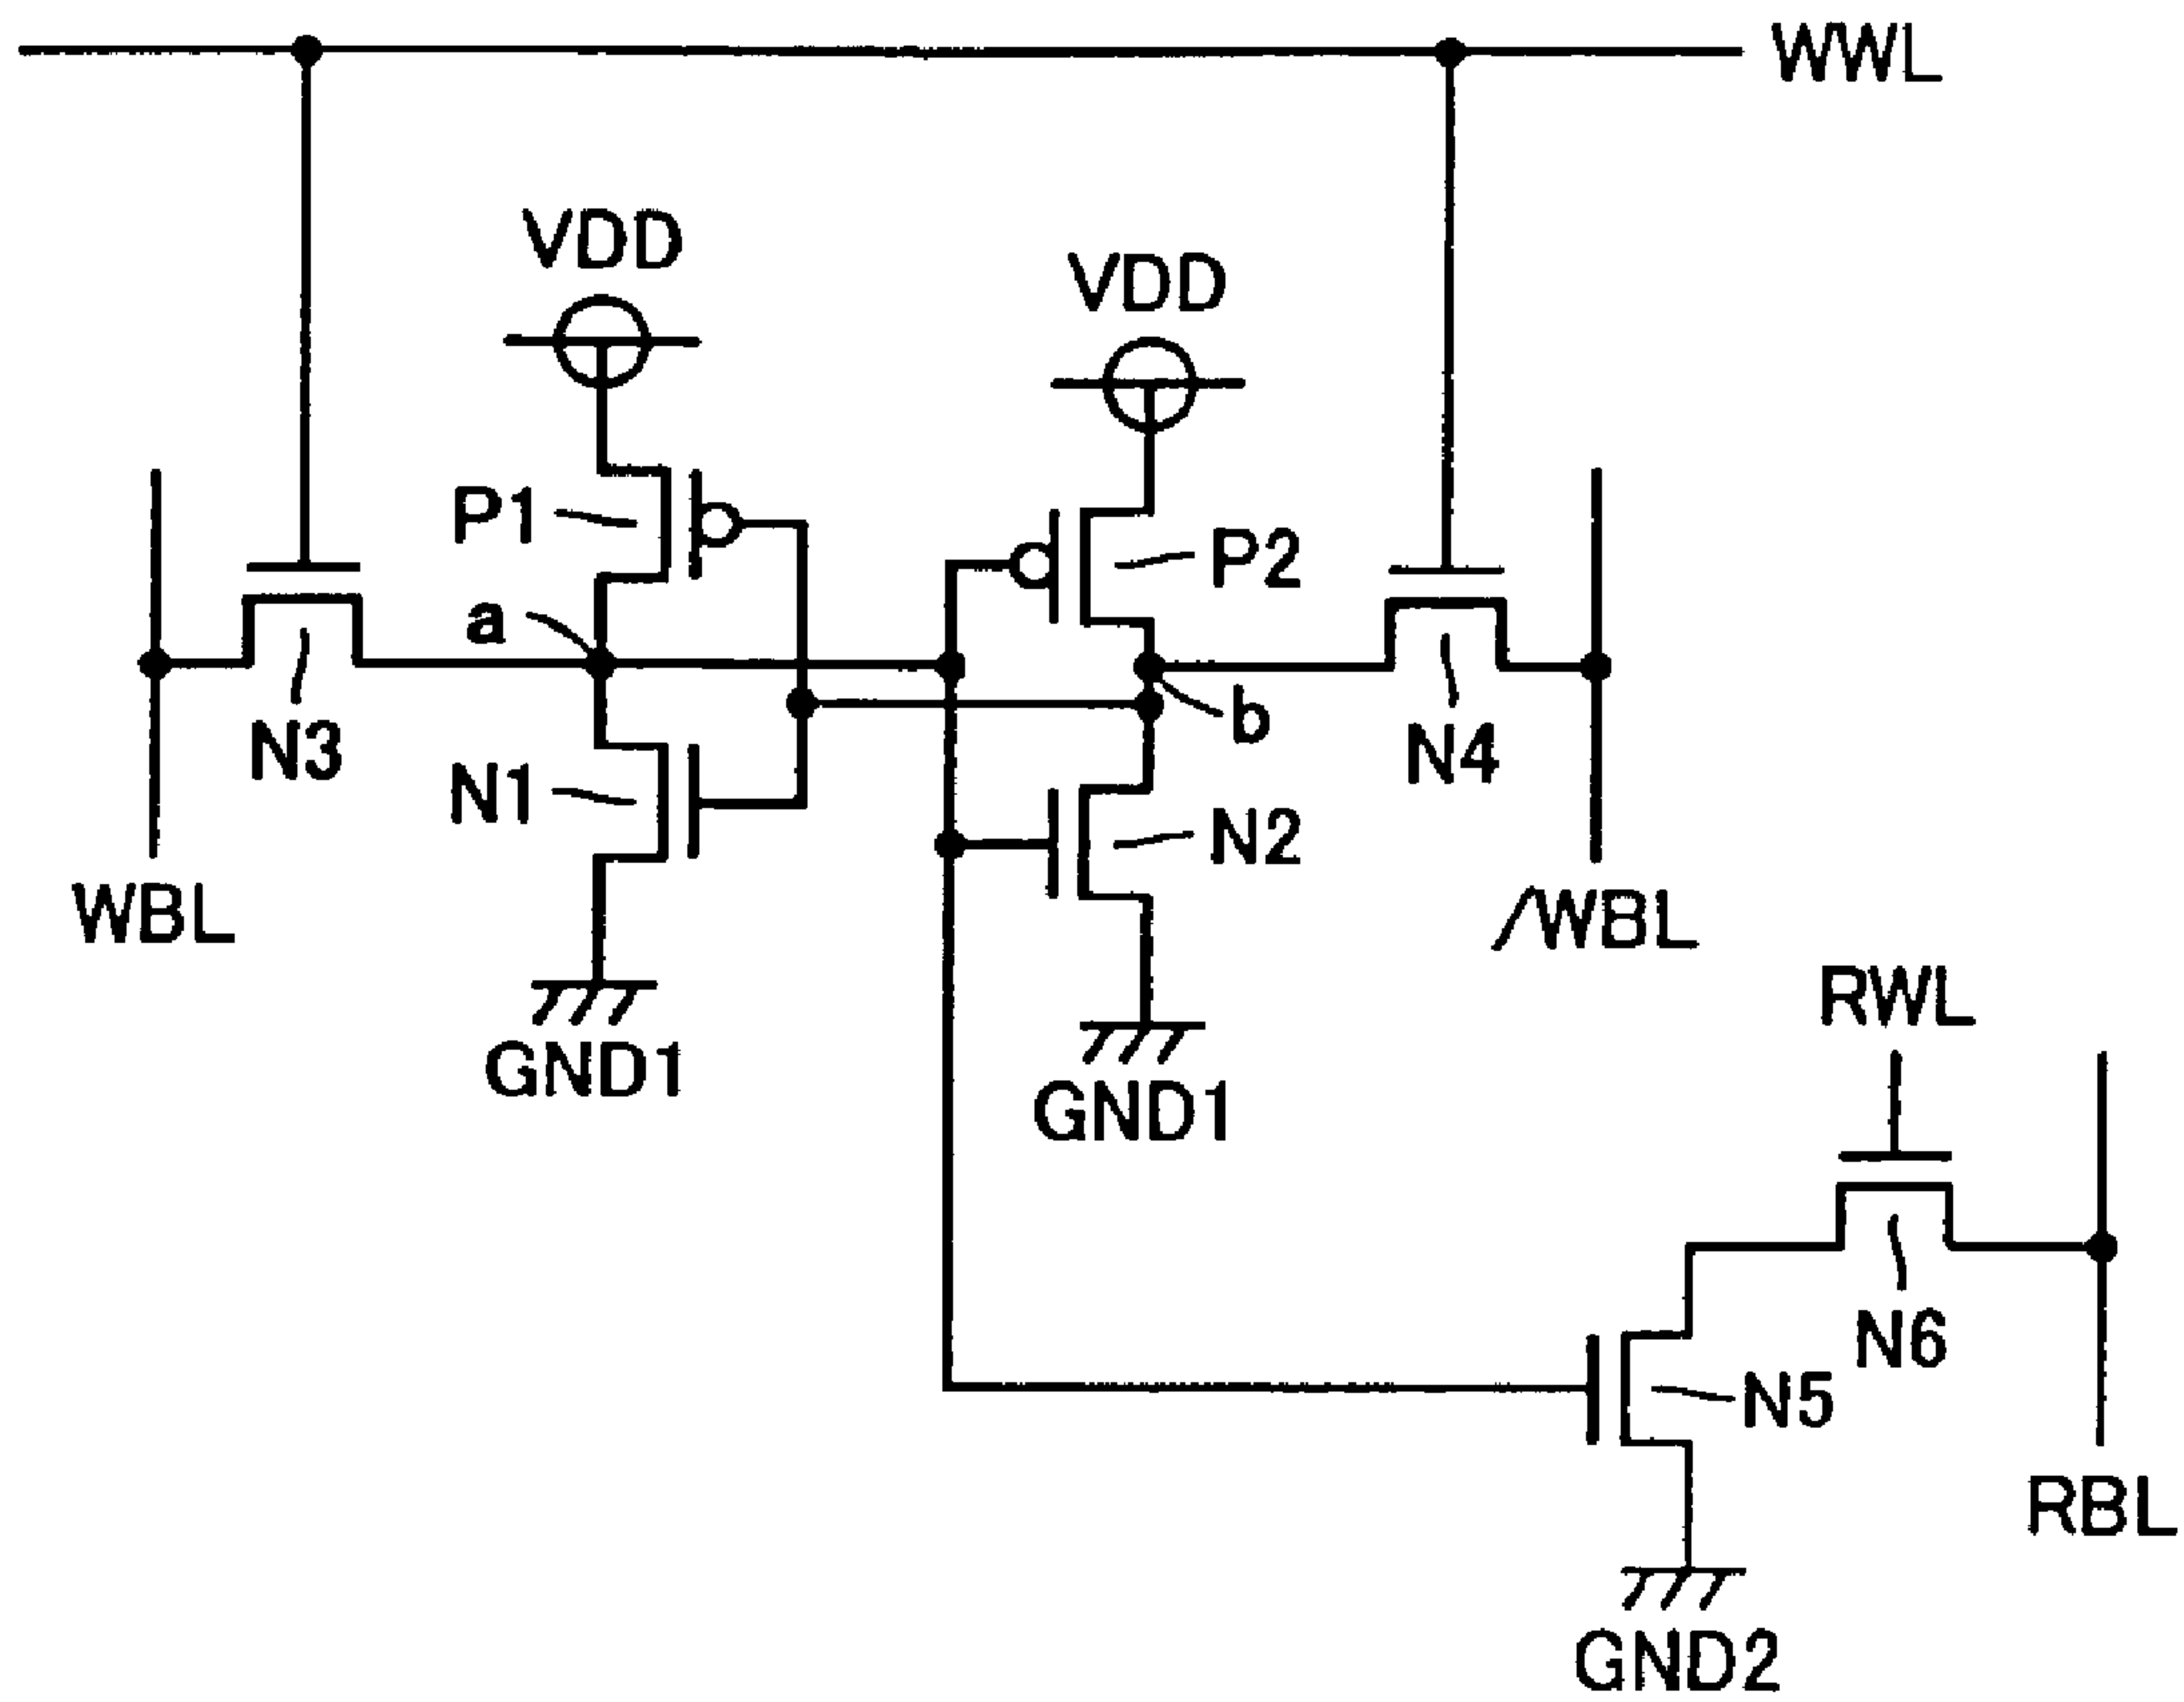 WWL
VDD
VDD
P1
P2
a
b
N3
N4
N1
N2
WBL
/WBL
RWL
GND1
GND1
N6
N5
RBL
GND2